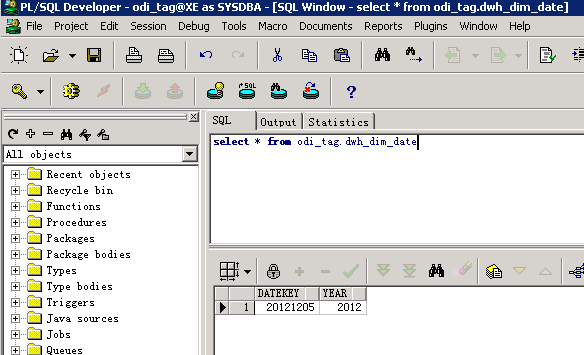 PL/SQL Developer - odi_tag@XE as SYSDBA - [SQL Window - select * from odi_tag.dwh_dim_date]
File Project Edit Session Debug Tools Macro Documents Reports Plugins Window Help
SQL
?
SQL Output Statistics
select * from odi_tag.dwh_dim_date
All objects
Recent objects
Recycle bin
Functions
Procedures
Packages
Package bodies
Types
Type bodies
Triggers
Java sources
Jobs
Queues
DATEKEY YEAR
1 20121205 2012